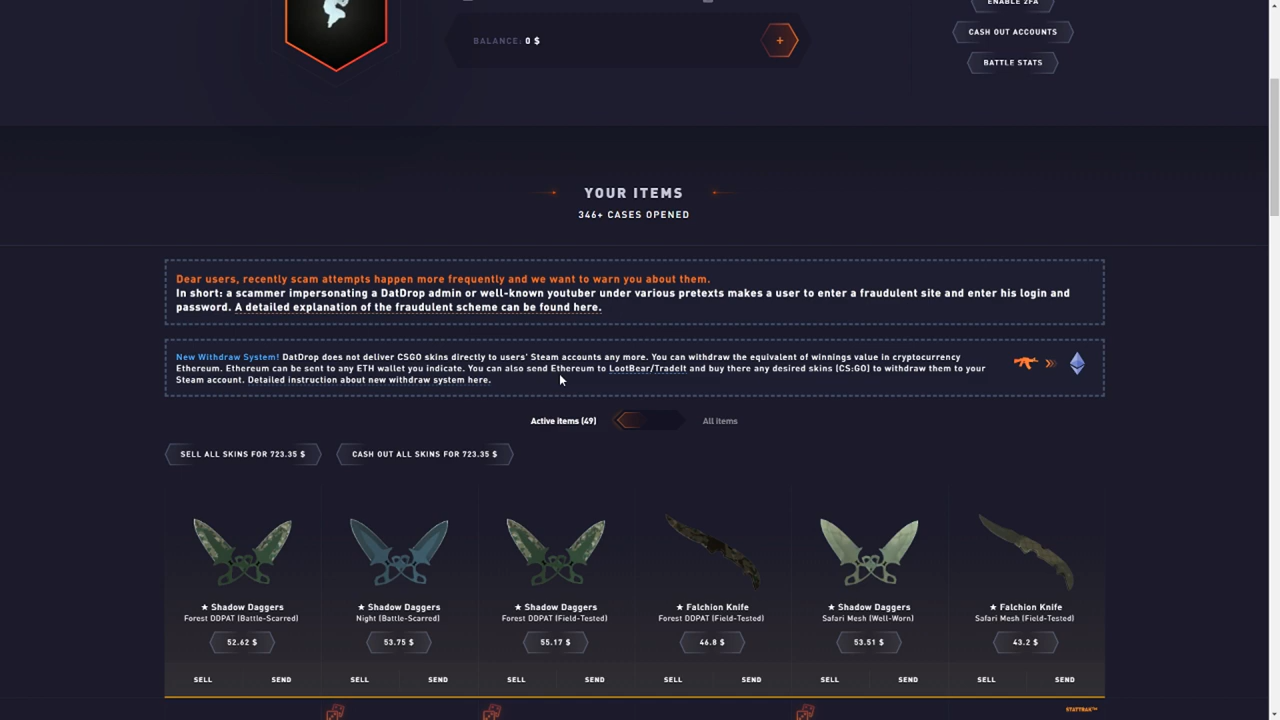 ENABLE 2FA
BALANCE: 0 $
+
CASH OUT ACCOUNTS
BATTLE STATS
YOUR ITEMS
346+ CASES OPENED
Dear users, recently scam attempts happen more frequently and we want to warn you about them.
In short: a scammer impersonating a DatDrop admin or well-known youtuber under various pretexts makes a user to enter a fraudulent site and enter his login and
password. A detailed explanation of the fraudulent scheme can be found here.
New Withdraw System! DatDrop does not deliver CSGO skins directly to users' Steam accounts any more. You can withdraw the equivalent of winnings value in cryptocurrency
Ethereum. Ethereum can be sent to any ETH wallet you indicate. You can also send Ethereum to LootBear/TradeIt and buy there any desired skins (CS:GO) to withdraw them to your
Steam account. Detailed instruction about new withdraw system here.
Active items (49) All items
SELL ALL SKINS FOR 723.35 $ CASH OUT ALL SKINS FOR 723.35 $
★ Shadow Daggers ★ Shadow Daggers ★ Shadow Daggers ★ Falchion Knife ★ Shadow Daggers ★ Falchion Knife
Forest DDPAT (Battle-Scarred) Night (Battle-Scarred) Forest DDPAT (Field-Tested) Forest DDPAT (Field-Tested) Safari Mesh (Well-Worn) Safari Mesh (Field-Tested)
52.62 $ 53.75 $ 55.17 $ 46.8 $ 53.51 $ 43.2 $
SELL SEND SELL SEND SELL SEND SELL SEND SELL SEND SELL SEND
STATTRAK™